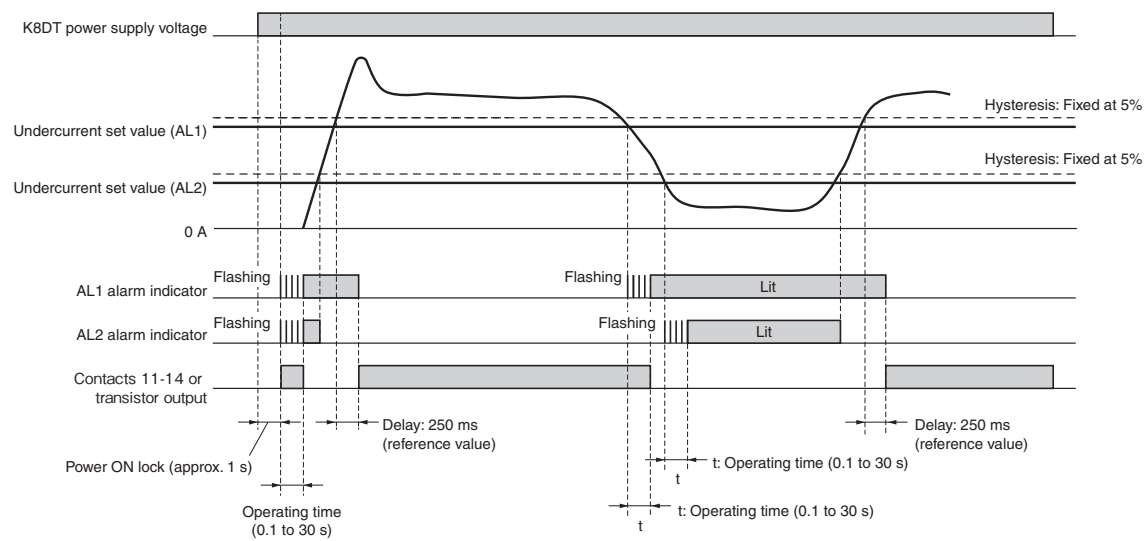 K8DT power supply voltage
Hysteresis: Fixed at 5%
Undercurrent set value (AL1)
Hysteresis: Fixed at 5%
Undercurrent set value (AL2)
0 A
Flashing
Flashing
AL1 alarm indicator
Lit
Flashing
Flashing
AL2 alarm indicator
Lit
Contacts 11-14 or
transistor output
Delay: 250 ms
(reference value)
Delay: 250 ms
(reference value)
Power ON lock (approx. 1 s)
t: Operating time (0.1 to 30 s)
t
Operating time
(0.1 to 30 s)
t: Operating time (0.1 to 30 s)
t